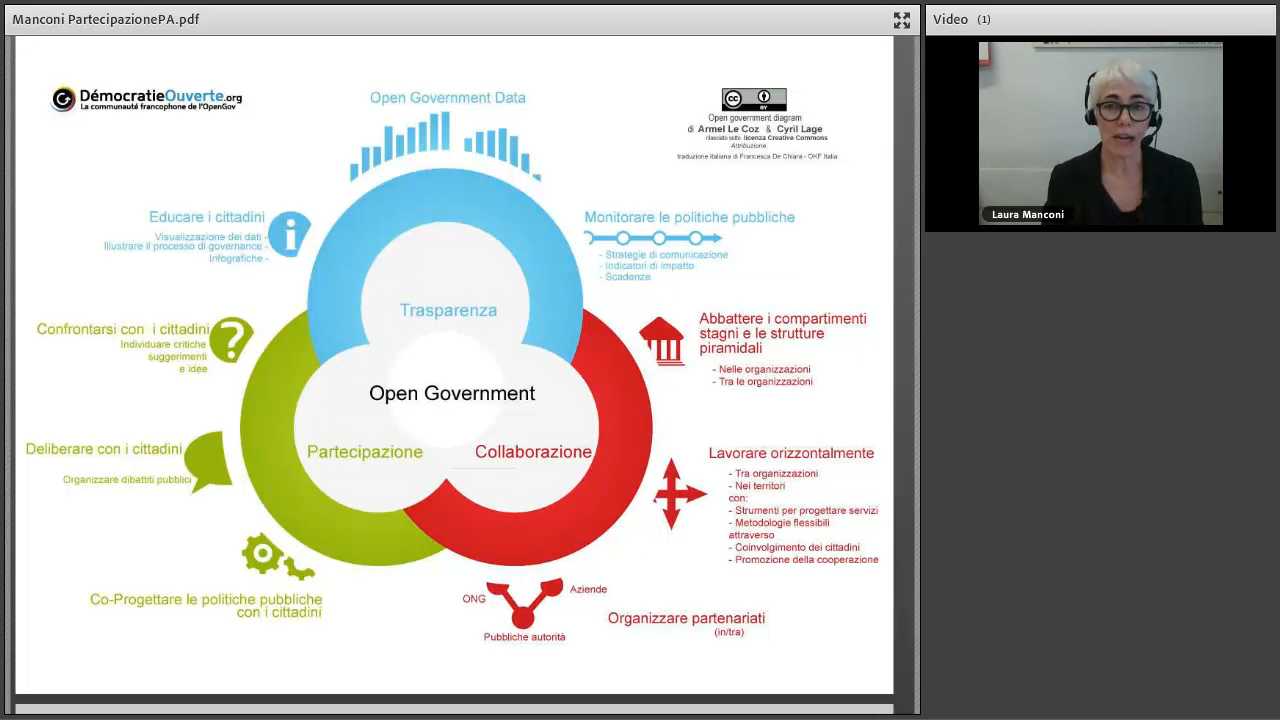 Manconi PartecipazionePA.pdf
Video (1)
Laura Manconi
DémocratieOuverte.org
La communauté francophone de l'OpenGov
Open Government Data
cc
BY
Open government diagram
di Armel Le Coz & Cyril Lage
rilasciato sotto licenza Creative Commons
Attribuzione
traduzione italiana di Francesca De Chiara - OKF Italia
Educare i cittadini
Visualizzazione dei dati -
Illustrare il processo di governance -
Infografiche -
i
Monitorare le politiche pubbliche
- Strategie di comunicazione
- Indicatori di impatto
- Scadenze
Trasparenza
Confrontarsi con i cittadini
Individuare critiche
suggerimenti
e idee
?
Abbattere i compartimenti
stagni e le strutture
piramidali
- Nelle organizzazioni
- Tra le organizzazioni
Open Government
Partecipazione
Collaborazione
Deliberare con i cittadini
Organizzare dibattiti pubblici
Lavorare orizzontalmente
- Tra organizzazioni
- Nei territori
con:
- Strumenti per progettare servizi
- Metodologie flessibili
attraverso
- Coinvolgimento dei cittadini
- Promozione della cooperazione
Co-Progettare le politiche pubbliche
con i cittadini
ONG
Aziende
Pubbliche autorità
Organizzare partenariati
(in/tra)